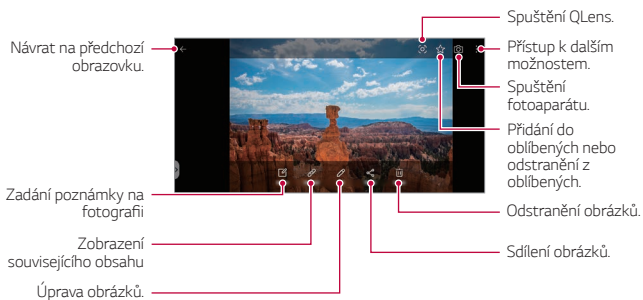 Spuštění QLens.
Návrat na předchozí
obrazovku.
Přístup k dalším
možnostem.
Spuštění
fotoaparátu.
Přidání do
oblíbených nebo
odstranění z
oblíbených.
Zadání poznámky na
fotografii
Odstranění obrázků.
Zobrazení
souvisejícího obsahu
Sdílení obrázků.
Úprava obrázků.